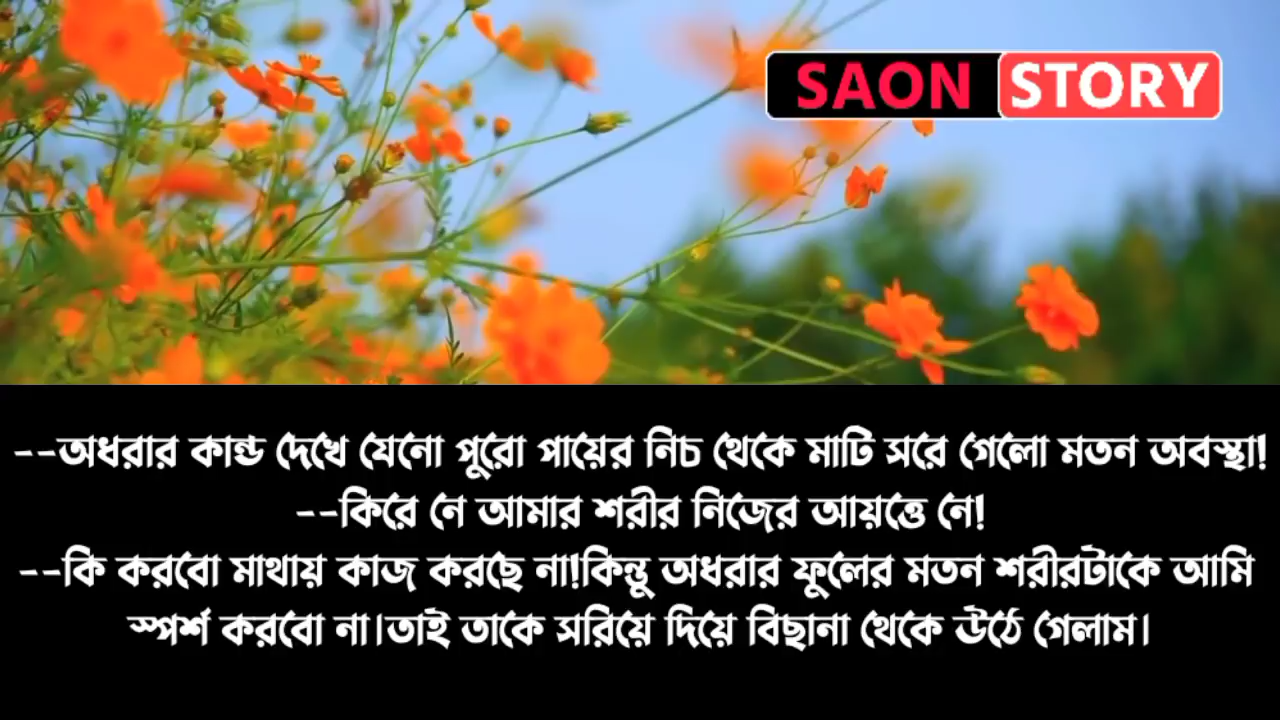 SAON STORY
--অধরার কান্ড দেখে যেনো পুরো পায়ের নিচ থেকে মাটি সরে গেলো মতন অবস্থা!
--কিরে নে আমার শরীর নিজের আয়ত্তে নে!
--কি করবো মাথায় কাজ করছে না!কিন্তু অধরার ফুলের মতন শরীরটাকে আমি
স্পর্শ করবো না।তাই তাকে সরিয়ে দিয়ে বিছানা থেকে উঠে গেলাম।